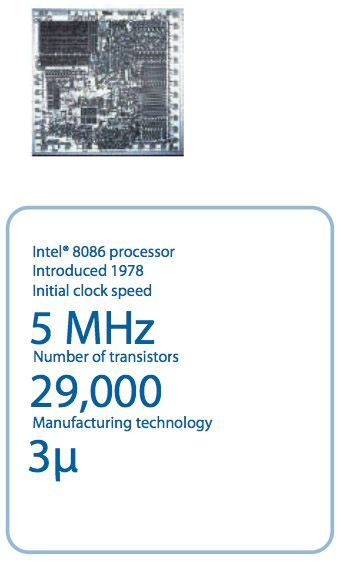 Intel® 8086 processor
Introduced 1978
Initial clock speed
5 MHz
Number of transistors
29,000
Manufacturing technology
3µ